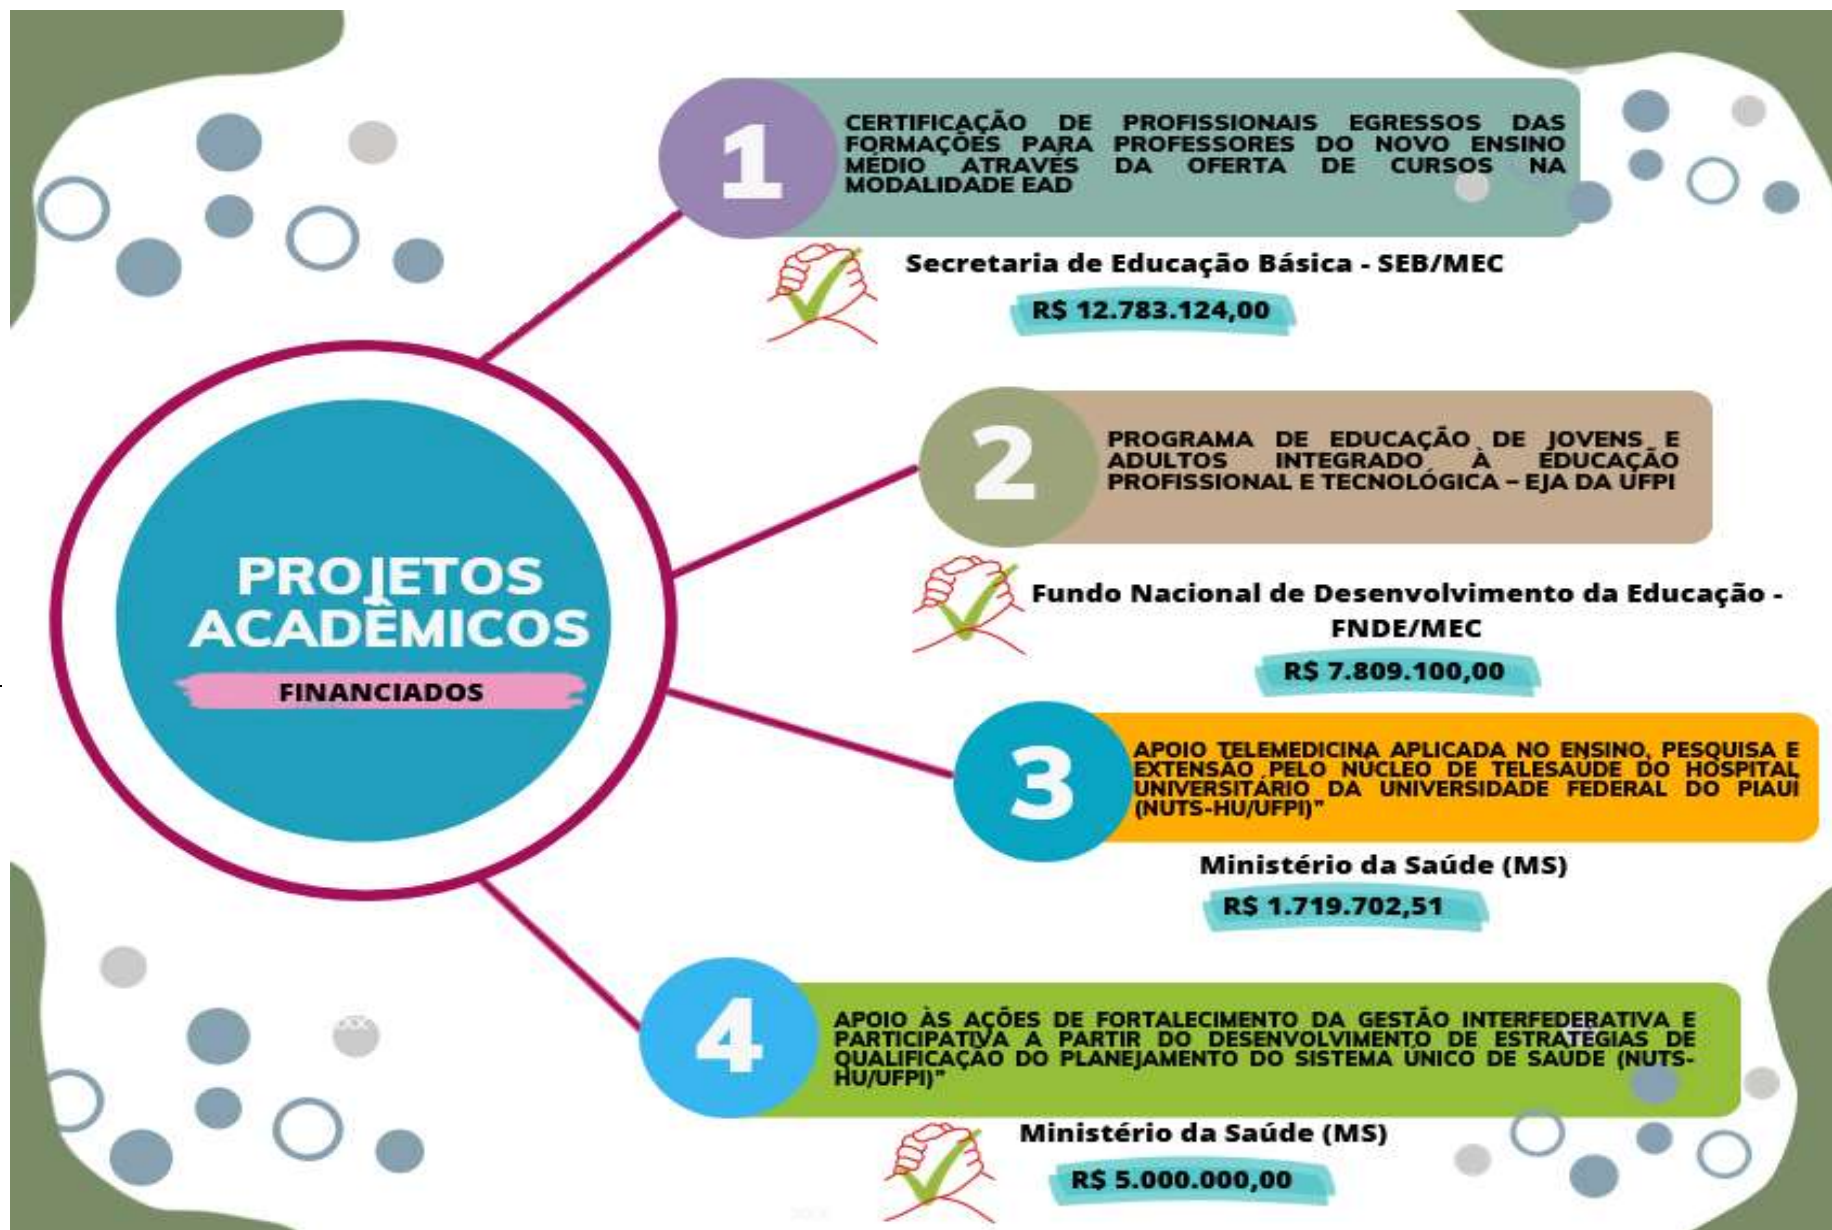 PROJETOS
ACADÊMICOS
FINANCIADOS
1
CERTIFICAÇÃO DE PROFISSIONAIS EGRESSOS DAS
FORMAÇÕES PARA PROFESSORES DO NOVO ENSINO
MÉDIO ATRAVÉS DA OFERTA DE CURSOS NA
MODALIDADE EAD
Secretaria de Educação Básica - SEB/MEC
R$ 12.783.124,00
2
PROGRAMA DE EDUCAÇÃO DE JOVENS E
ADULTOS INTEGRADO À EDUCAÇÃO
PROFISSIONAL E TECNOLÓGICA – EJA DA UFPI
Fundo Nacional de Desenvolvimento da Educação -
FNDE/MEC
R$ 7.809.100,00
3
APOIO TELEMEDICINA APLICADA NO ENSINO, PESQUISA E
EXTENSÃO PELO NÚCLEO DE TELESAÚDE DO HOSPITAL
UNIVERSITÁRIO DA UNIVERSIDADE FEDERAL DO PIAUÍ
(NUTS-HU/UFPI)"
Ministério da Saúde (MS)
R$ 1.719.702,51
4
APOIO ÀS AÇÕES DE FORTALECIMENTO DA GESTÃO INTERFEDERATIVA E
PARTICIPATIVA A PARTIR DO DESENVOLVIMENTO DE ESTRATÉGIAS DE
QUALIFICAÇÃO DO PLANEJAMENTO DO SISTEMA ÚNICO DE SAÚDE (NUTS-
HU/UFPI)"
Ministério da Saúde (MS)
R$ 5.000.000,00